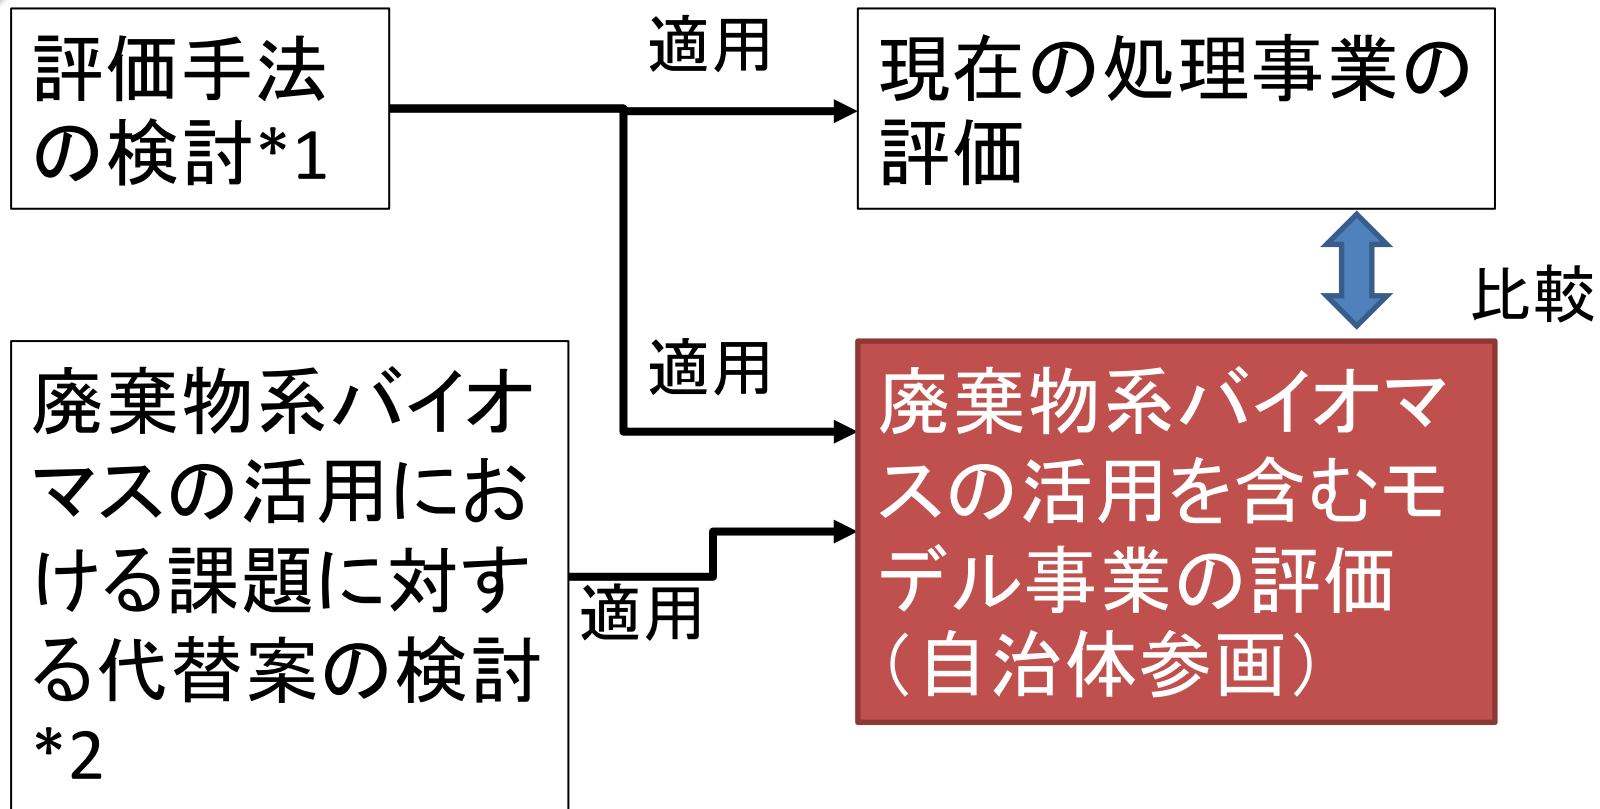 評価手法
の検討*1
適用
現在の処理事業の
評価
比較
適用
廃棄物系バイオ
マスの活用にお
ける課題に対す
る代替案の検討
*2
適用
廃棄物系バイオマ
スの活用を含むモ
デル事業の評価
（自治体参画）